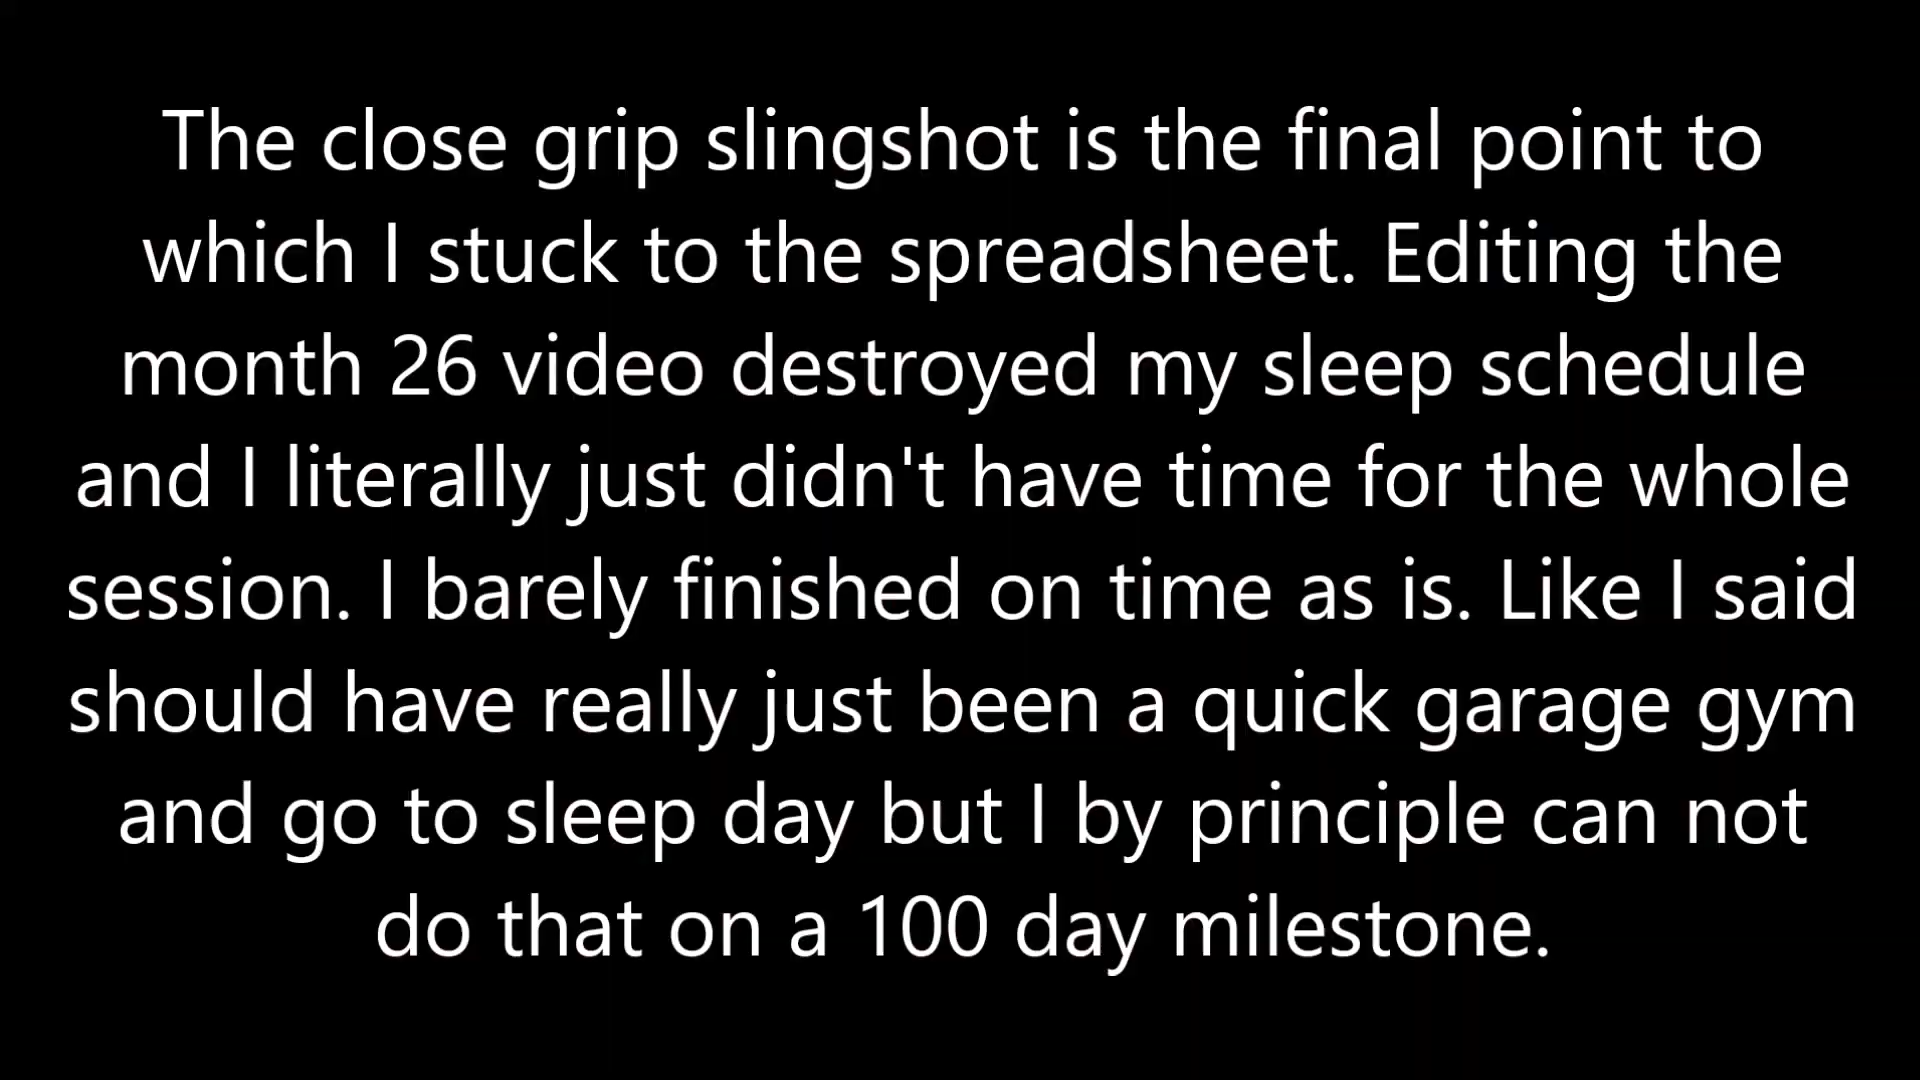 The close grip slingshot is the final point to
which I stuck to the spreadsheet. Editing the
month 26 video destroyed my sleep schedule
and I literally just didn't have time for the whole
session. I barely finished on time as is. Like I said
should have really just been a quick garage gym
and go to sleep day but I by principle can not
do that on a 100 day milestone.